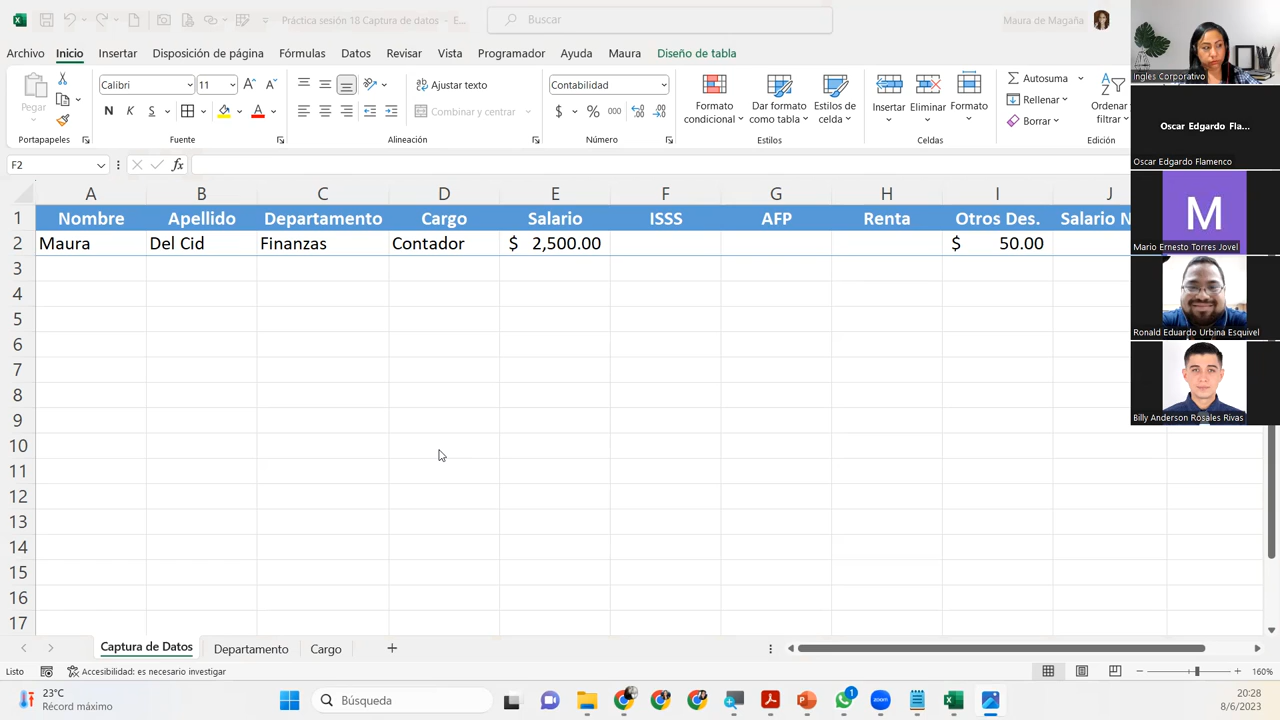 Práctica sesión 18 Captura de datos - E...
Buscar
Maura de Magaña
Archivo Inicio Insertar Disposición de página Fórmulas Datos Revisar Vista Programador Ayuda Maura Diseño de tabla
Pegar
Portapapeles
Calibri 11
N K S
Fuente
Ajustar texto
Combinar y centrar
Alineación
Contabilidad
$ % 000
Número
Formato condicional
Dar formato como tabla
Estilos de celda
Estilos
Insertar
Eliminar
Formato
Celdas
Autosuma
Rellenar
Borrar
Ordenar
filtrar
Edición
Ingles Corporativo
Oscar Edgardo Fla...
Oscar Edgardo Flamenco
M
Mario Ernesto Torres Jovel
Ronald Eduardo Urbina Esquivel
Billy Anderson Rosales Rivas
F2 fx
A B C D E F G H I J
1 Nombre Apellido Departamento Cargo Salario ISSS AFP Renta Otros Des. Salario N
2 Maura Del Cid Finanzas Contador $ 2,500.00 $ 50.00
3
4
5
6
7
8
9
10
11
12
13
14
15
16
17
Captura de Datos Departamento Cargo
Listo Accesibilidad: es necesario investigar 160%
23°C
Récord máximo
Búsqueda
1
zoom
20:28
8/6/2023